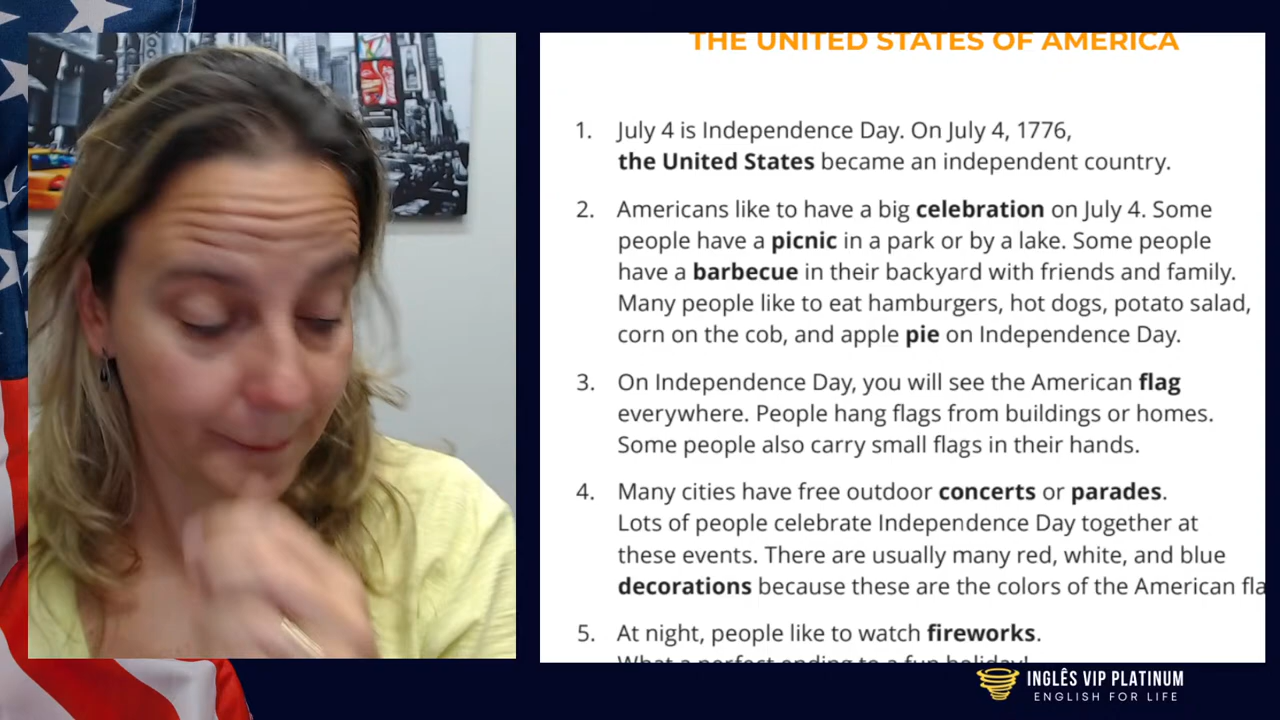 THE UNITED STATES OF AMERICA
1. July 4 is Independence Day. On July 4, 1776,
the United States became an independent country.
2. Americans like to have a big celebration on July 4. Some
people have a picnic in a park or by a lake. Some people
have a barbecue in their backyard with friends and family.
Many people like to eat hamburgers, hot dogs, potato salad,
corn on the cob, and apple pie on Independence Day.
3. On Independence Day, you will see the American flag
everywhere. People hang flags from buildings or homes.
Some people also carry small flags in their hands.
4. Many cities have free outdoor concerts or parades.
Lots of people celebrate Independence Day together at
these events. There are usually many red, white, and blue
decorations because these are the colors of the American fla
5. At night, people like to watch fireworks.
What a perfect ending to a fun holiday!
INGLÊS VIP PLATINUM
ENGLISH FOR LIFE